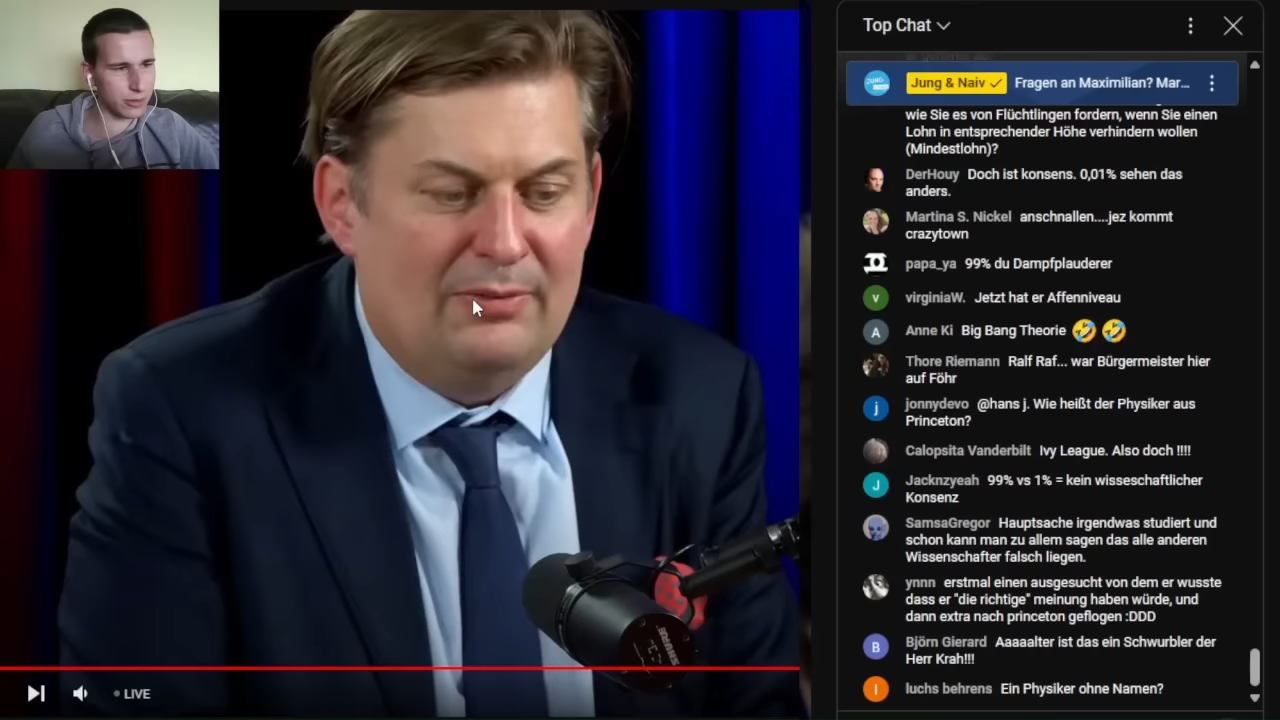 Top Chat
Jung & Naiv Fragen an Maximilian? Mar...
wie Sie es von Flüchtlingen fordern, wenn Sie einen
Lohn in entsprechender Höhe verhindern wollen
(Mindestlohn)?
DerHouy Doch ist konsens. 0,01% sehen das
anders.
Martina S. Nickel anschnallen....jez kommt
crazytown
papa_ya 99% du Dampfplauderer
v virginiaW. Jetzt hat er Affenniveau
A Anne Ki Big Bang Theorie 🤣 🤣
Thore Riemann Ralf Raf... war Bürgermeister hier
auf Föhr
j jonnydevo @hans j. Wie heißt der Physiker aus
Princeton?
Calopsita Vanderbilt Ivy League. Also doch !!!!
J Jacknzyeah 99% vs 1% = kein wisseschaftlicher
Konsenz
SamsaGregor Hauptsache irgendwas studiert und
schon kann man zu allem sagen das alle anderen
Wissenschafter falsch liegen.
ynnn erstmal einen ausgesucht von dem er wusste
dass er "die richtige" meinung haben würde, und
dann extra nach princeton geflogen :DDD
B Björn Gierard Aaaaalter ist das ein Schwurbler der
Herr Krah!!!
l luchs behrens Ein Physiker ohne Namen?
LIVE
SHURE